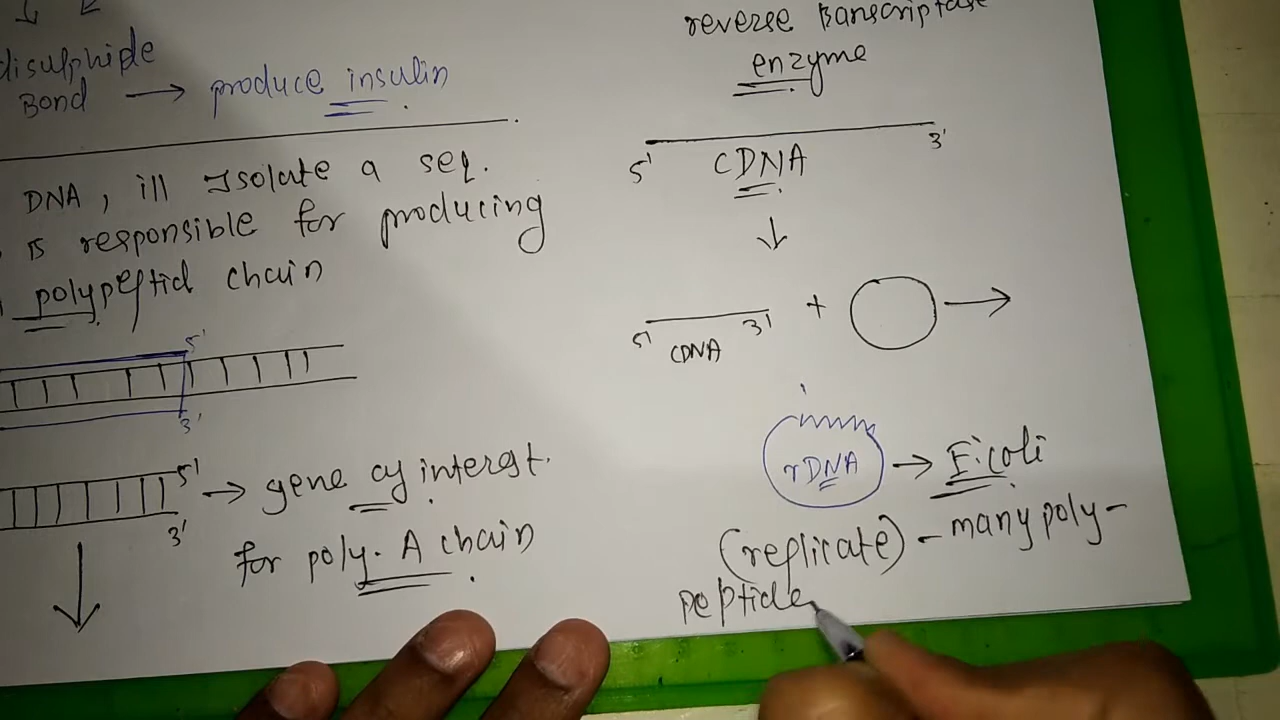 disulphide
Bond → produce insulin
DNA, ill Isolate a seq.
is responsible for producing
polypeptid chain
5'
3'
5' → gene of interest.
3'
for poly. A chain
reverse transcriptase
enzyme
5' 3'
CDNA
↓
5' 3' + →
CDNA
rDNA → E.coli
(replicate) - many poly-
peptide